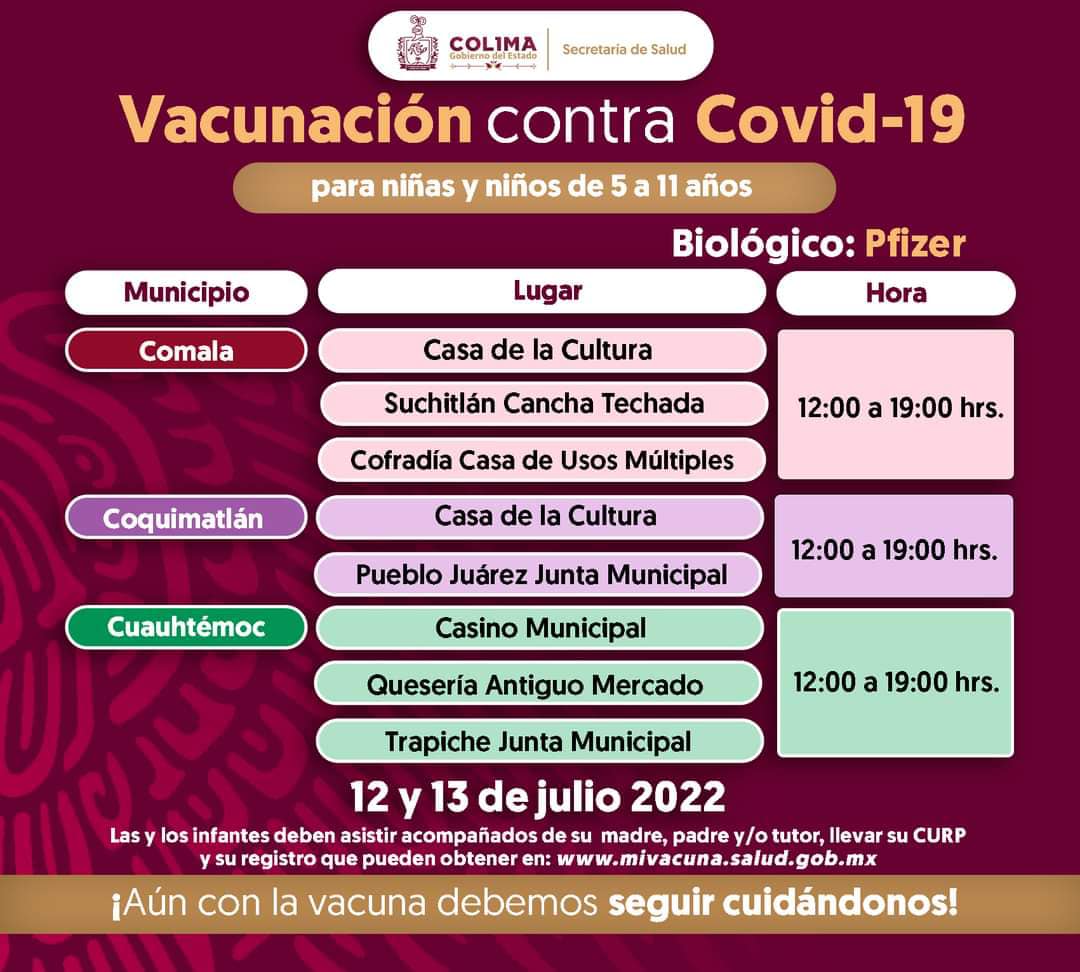 COLIMA
Gobierno del Estado
Secretaría de Salud
Vacunación contra Covid-19
para niñas y niños de 5 a 11 años
Biológico: Pfizer
Municipio Lugar Hora
Comala Casa de la Cultura
Suchitlán Cancha Techada
12:00 a 19:00 hrs.
Cofradía Casa de Usos Múltiples
Coquimatlán Casa de la Cultura
12:00 a 19:00 hrs.
Pueblo Juárez Junta Municipal
Cuauhtémoc Casino Municipal
Quesería Antiguo Mercado
12:00 a 19:00 hrs.
Trapiche Junta Municipal
12 y 13 de julio 2022
Las y los infantes deben asistir acompañados de su madre, padre y/o tutor, llevar su CURP
y su registro que pueden obtener en: www.mivacuna.salud.gob.mx
¡Aún con la vacuna debemos seguir cuidándonos!